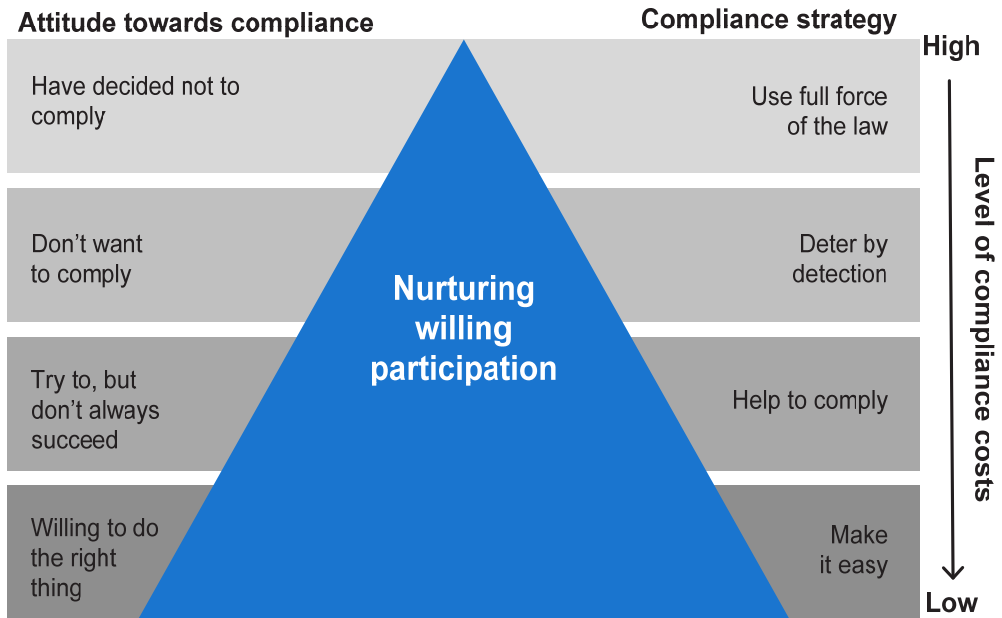 Attitude towards compliance
Compliance strategy
High
Have decided not to
comply
Use full force
of the law
Don’t want
to comply
Deter by
detection
Nurturing
willing
participation
Try to, but
don’t always
succeed
Help to comply
Willing to do
the right
thing
Make
it easy
Level of compliance costs
Low